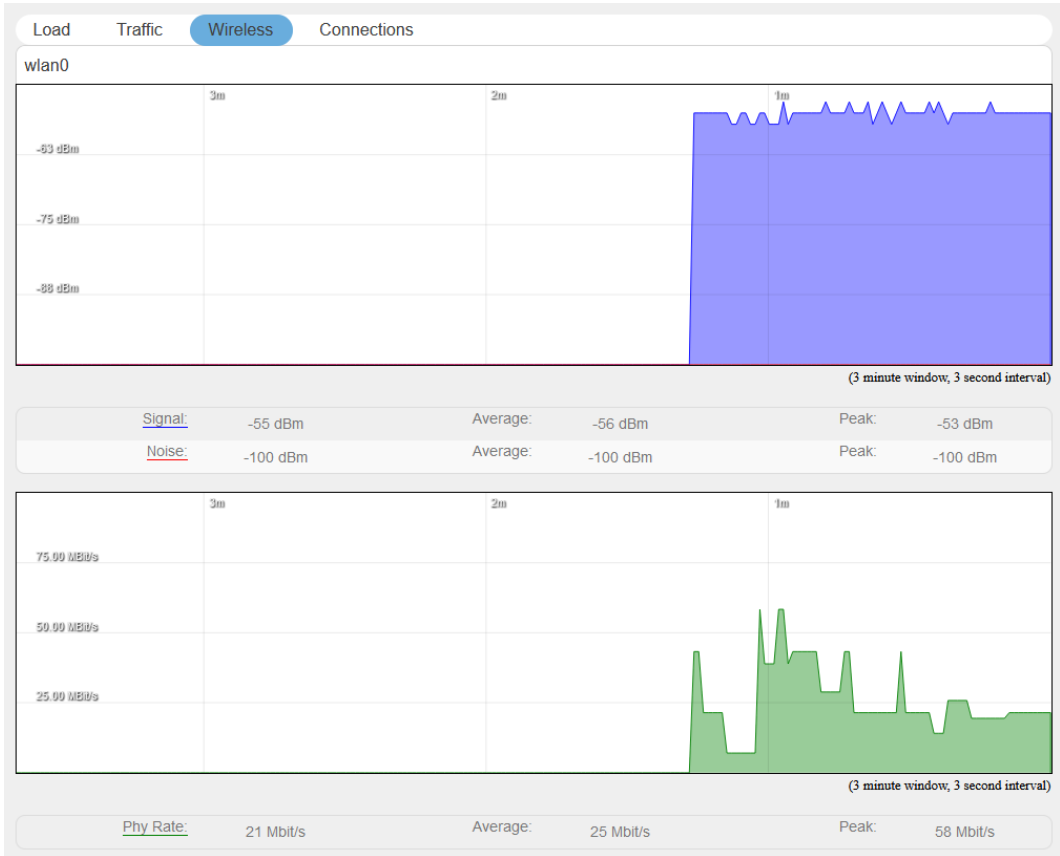 Load Traffic Wireless Connections
wlan0
3m 2m 1m
-63 dBm
-75 dBm
-88 dBm
(3 minute window, 3 second interval)
Signal: -55 dBm Average: -56 dBm Peak: -53 dBm
Noise: -100 dBm Average: -100 dBm Peak: -100 dBm
3m 2m 1m
75.00 MBit/s
50.00 MBit/s
25.00 MBit/s
(3 minute window, 3 second interval)
Phy Rate: 21 Mbit/s Average: 25 Mbit/s Peak: 58 Mbit/s